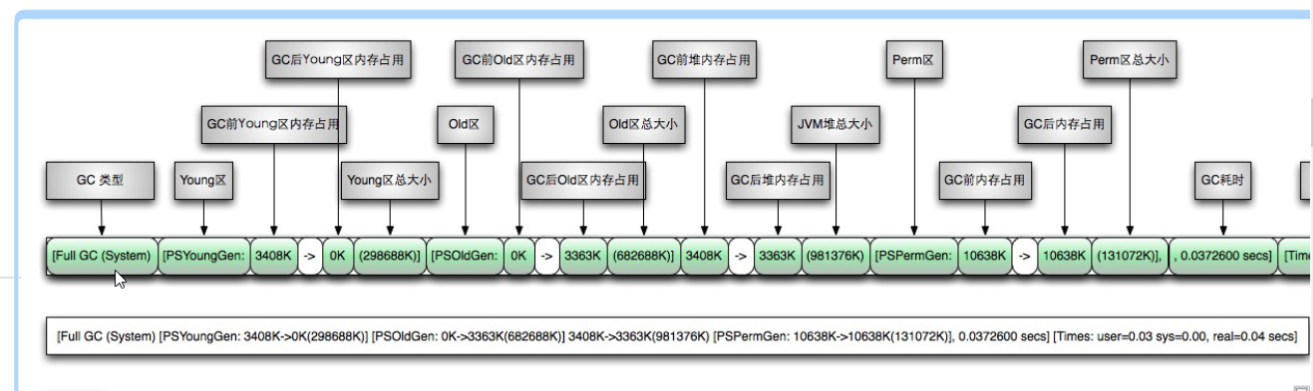 GC后Young区内存占用 GC前Old区内存占用 GC前堆内存占用 Perm区 Perm区总大小
GC前Young区内存占用 Old区 Old区总大小 JVM堆总大小 GC后内存占用
GC 类型 Young区 Young区总大小 GC后Old区内存占用 GC后堆内存占用 GC前内存占用 GC耗时
[Full GC (System) [PSYoungGen: 3408K -> 0K (298688K)] [PSOldGen: 0K -> 3363K (682688K)] 3408K -> 3363K (981376K) [PSPermGen: 10638K -> 10638K (131072K)], , 0.0372600 secs] [Tim
[Full GC (System) [PSYoungGen: 3408K->0K(298688K)] [PSOldGen: 0K->3363K(682688K)] 3408K->3363K(981376K) [PSPermGen: 10638K->10638K(131072K)], 0.0372600 secs] [Times: user=0.03 sys=0.00, real=0.04 secs]